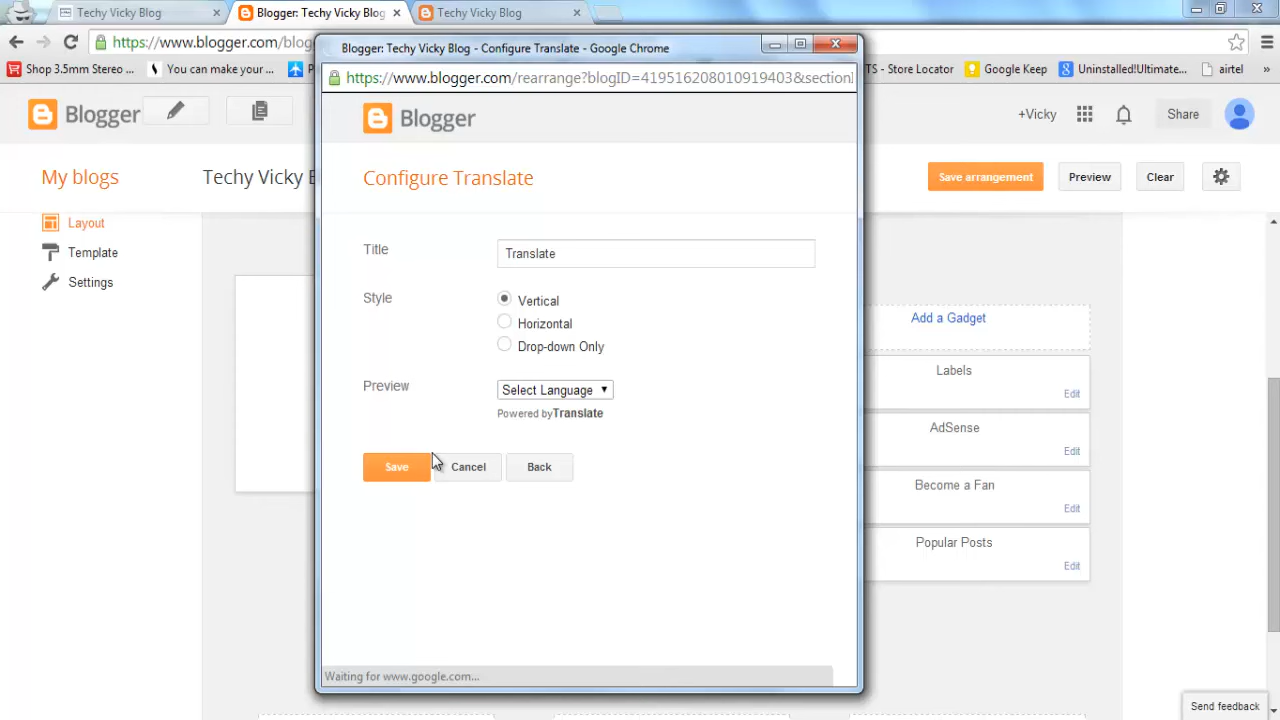 Techy Vicky Blog
Blogger: Techy Vicky Blog
Techy Vicky Blog
https://www.blogger.com/blog
Shop 3.5mm Stereo ...
You can make your ...
TS - Store Locator
Google Keep
Uninstalled!Ultimate...
airtel
»
Blogger: Techy Vicky Blog - Configure Translate - Google Chrome
https://www.blogger.com/rearrange?blogID=419516208010919403&section
Blogger
Blogger
+Vicky
Share
My blogs
Techy Vicky B
Configure Translate
Save arrangement
Preview
Clear
Layout
Template
Settings
Title
Translate
Style
Vertical
Horizontal
Drop-down Only
Preview
Select Language
Powered by Translate
Save
Cancel
Back
Add a Gadget
Labels
Edit
AdSense
Edit
Become a Fan
Edit
Popular Posts
Edit
Waiting for www.google.com...
Send feedback